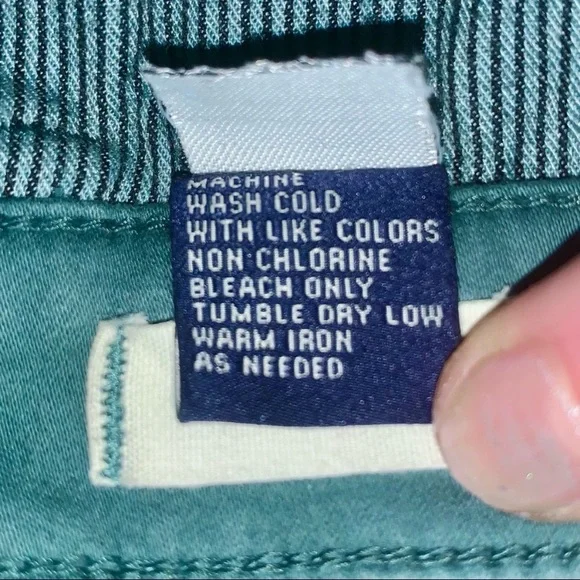 MACHINE
WASH COLD
WITH LIKE COLORS
NON-CHLORINE
BLEACH ONLY
TUMBLE DRY LOW
WARM IRON
AS NEEDED